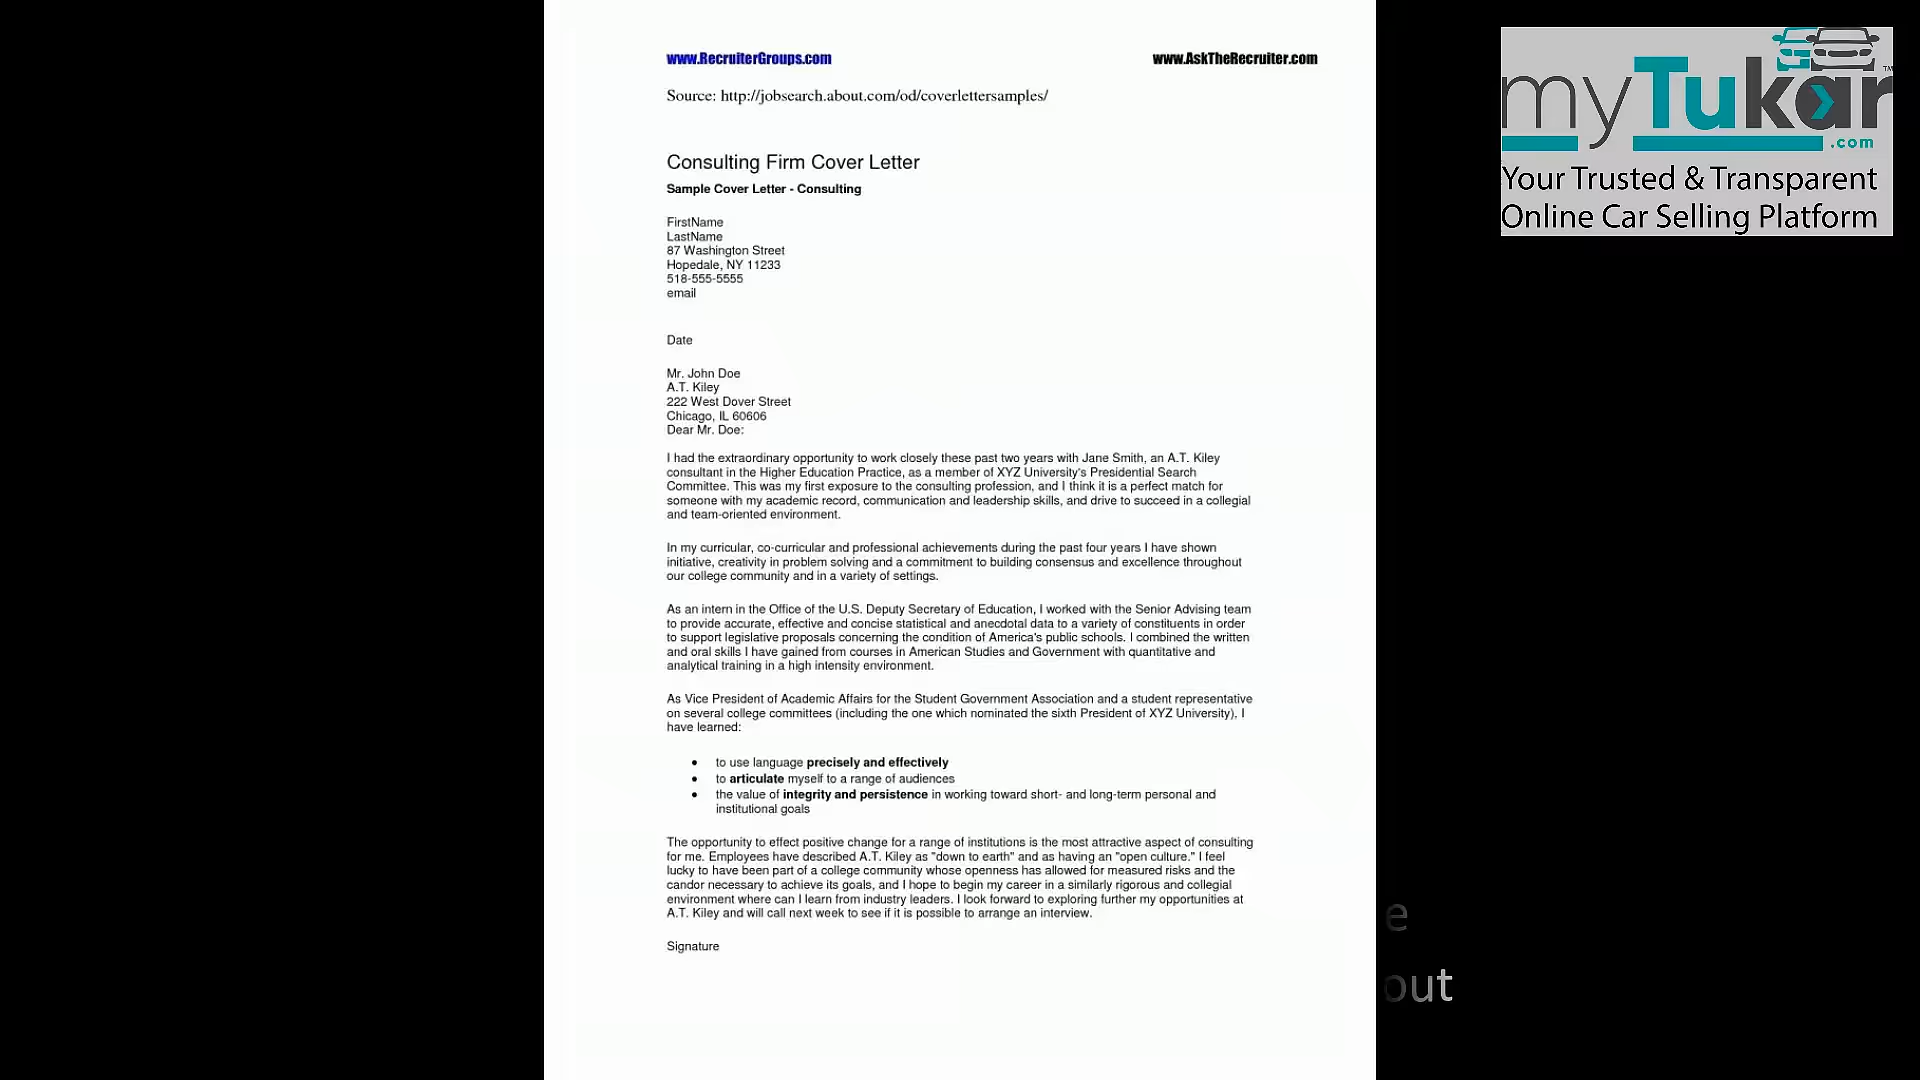 www.RecruiterGroups.com
www.AskTheRecruiter.com
Source: http://jobsearch.about.com/od/coverlettersamples/
Consulting Firm Cover Letter
Sample Cover Letter - Consulting
FirstName
LastName
87 Washington Street
Hopedale, NY 11233
518-555-5555
email
Date
Mr. John Doe
A.T. Kiley
222 West Dover Street
Chicago, IL 60606
Dear Mr. Doe:
I had the extraordinary opportunity to work closely these past two years with Jane Smith, an A.T. Kiley
consultant in the Higher Education Practice, as a member of XYZ University's Presidential Search
Committee. This was my first exposure to the consulting profession, and I think it is a perfect match for
someone with my academic record, communication and leadership skills, and drive to succeed in a collegial
and team-oriented environment.
In my curricular, co-curricular and professional achievements during the past four years I have shown
initiative, creativity in problem solving and a commitment to building consensus and excellence throughout
our college community and in a variety of settings.
As an intern in the Office of the U.S. Deputy Secretary of Education, I worked with the Senior Advising team
to provide accurate, effective and concise statistical and anecdotal data to a variety of constituents in order
to support legislative proposals concerning the condition of America's public schools. I combined the written
and oral skills I have gained from courses in American Studies and Government with quantitative and
analytical training in a high intensity environment.
As Vice President of Academic Affairs for the Student Government Association and a student representative
on several college committees (including the one which nominated the sixth President of XYZ University), I
have learned:
• to use language precisely and effectively
• to articulate myself to a range of audiences
• the value of integrity and persistence in working toward short- and long-term personal and
institutional goals
The opportunity to effect positive change for a range of institutions is the most attractive aspect of consulting
for me. Employees have described A.T. Kiley as "down to earth" and as having an "open culture." I feel
lucky to have been part of a college community whose openness has allowed for measured risks and the
candor necessary to achieve its goals, and I hope to begin my career in a similarly rigorous and collegial
environment where can I learn from industry leaders. I look forward to exploring further my opportunities at
A.T. Kiley and will call next week to see if it is possible to arrange an interview.
Signature
myTukar™
.com
Your Trusted & Transparent
Online Car Selling Platform
e
out